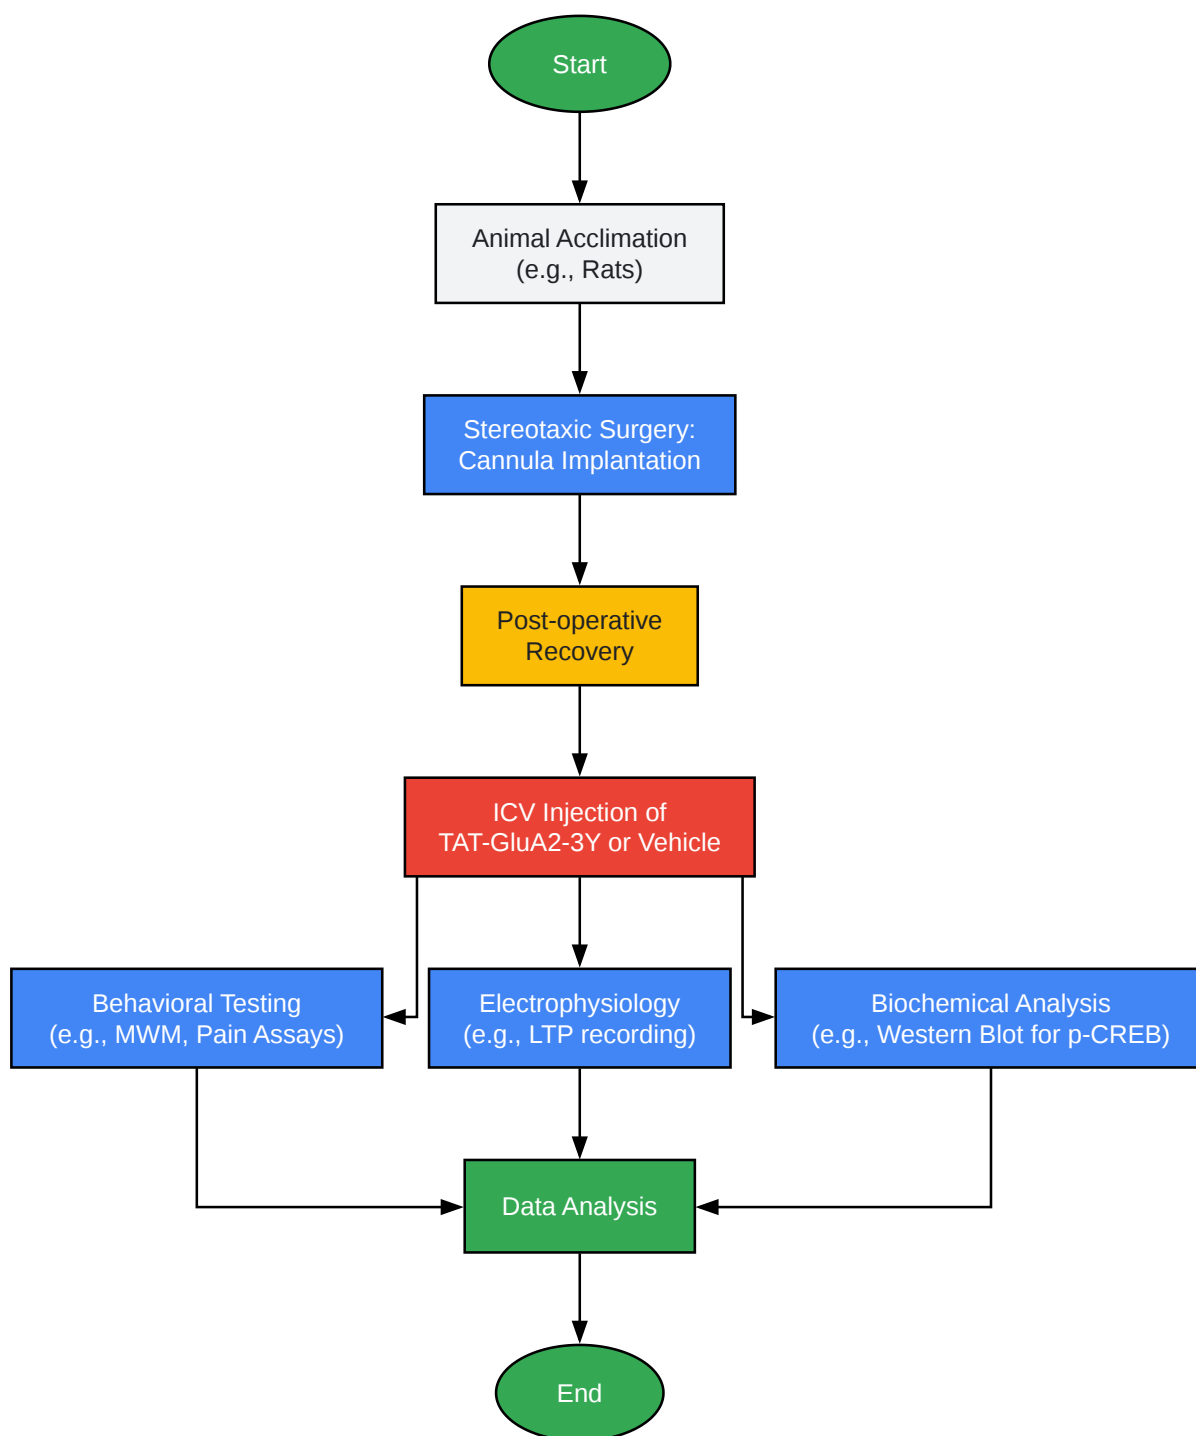 Start
Animal Acclimation
(e.g., Rats)
Stereotaxic Surgery:
Cannula Implantation
Post-operative
Recovery
ICV Injection of
TAT-GluA2-3Y or Vehicle
Behavioral Testing
(e.g., MWM, Pain Assays)
Electrophysiology
(e.g., LTP recording)
Biochemical Analysis
(e.g., Western Blot for p-CREB)
Data Analysis
End